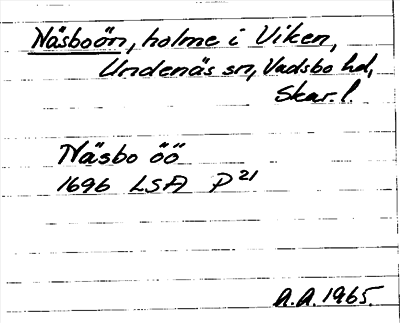 Näsboön, holme i Viken,
Undenäs sn, Vadsbo hd,
Skar. l.
Näsbo öö
1696 LSA P21
A.A. 1965.